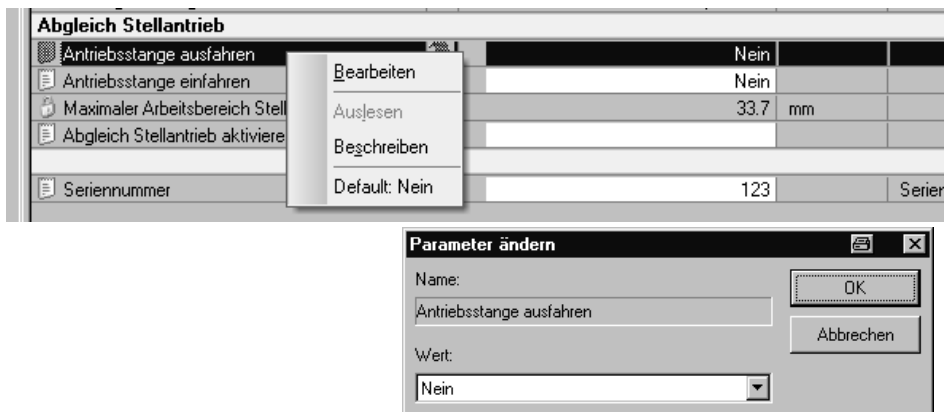 Abgleich Stellantrieb
Antriebsstange ausfahren Nein
Bearbeiten
Antriebsstange einfahren Nein
Maximaler Arbeitsbereich Stell 33.7 mm
Auslesen
Abgleich Stellantrieb aktiviere
Beschreiben
Default: Nein
Seriennummer 123 Serien
Parameter ändern
Name:
OK
Antriebsstange ausfahren
Abbrechen
Wert:
Nein